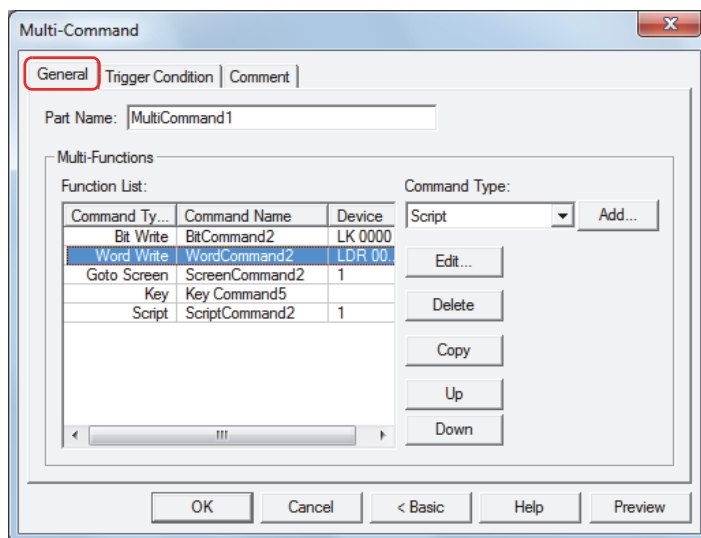 Multi-Command
General Trigger Condition Comment
Part Name: MultiCommand1
Multi-Functions
Function List: Command Type:
Command Ty... Command Name Device
Script Add...
Bit Write BitCommand2 LK 0000
Word Write WordCommand2 LDR 00..
Goto Screen ScreenCommand2 1
Key Key Command5
Script ScriptCommand2 1
Edit...
Delete
Copy
Up
Down
OK Cancel < Basic Help Preview